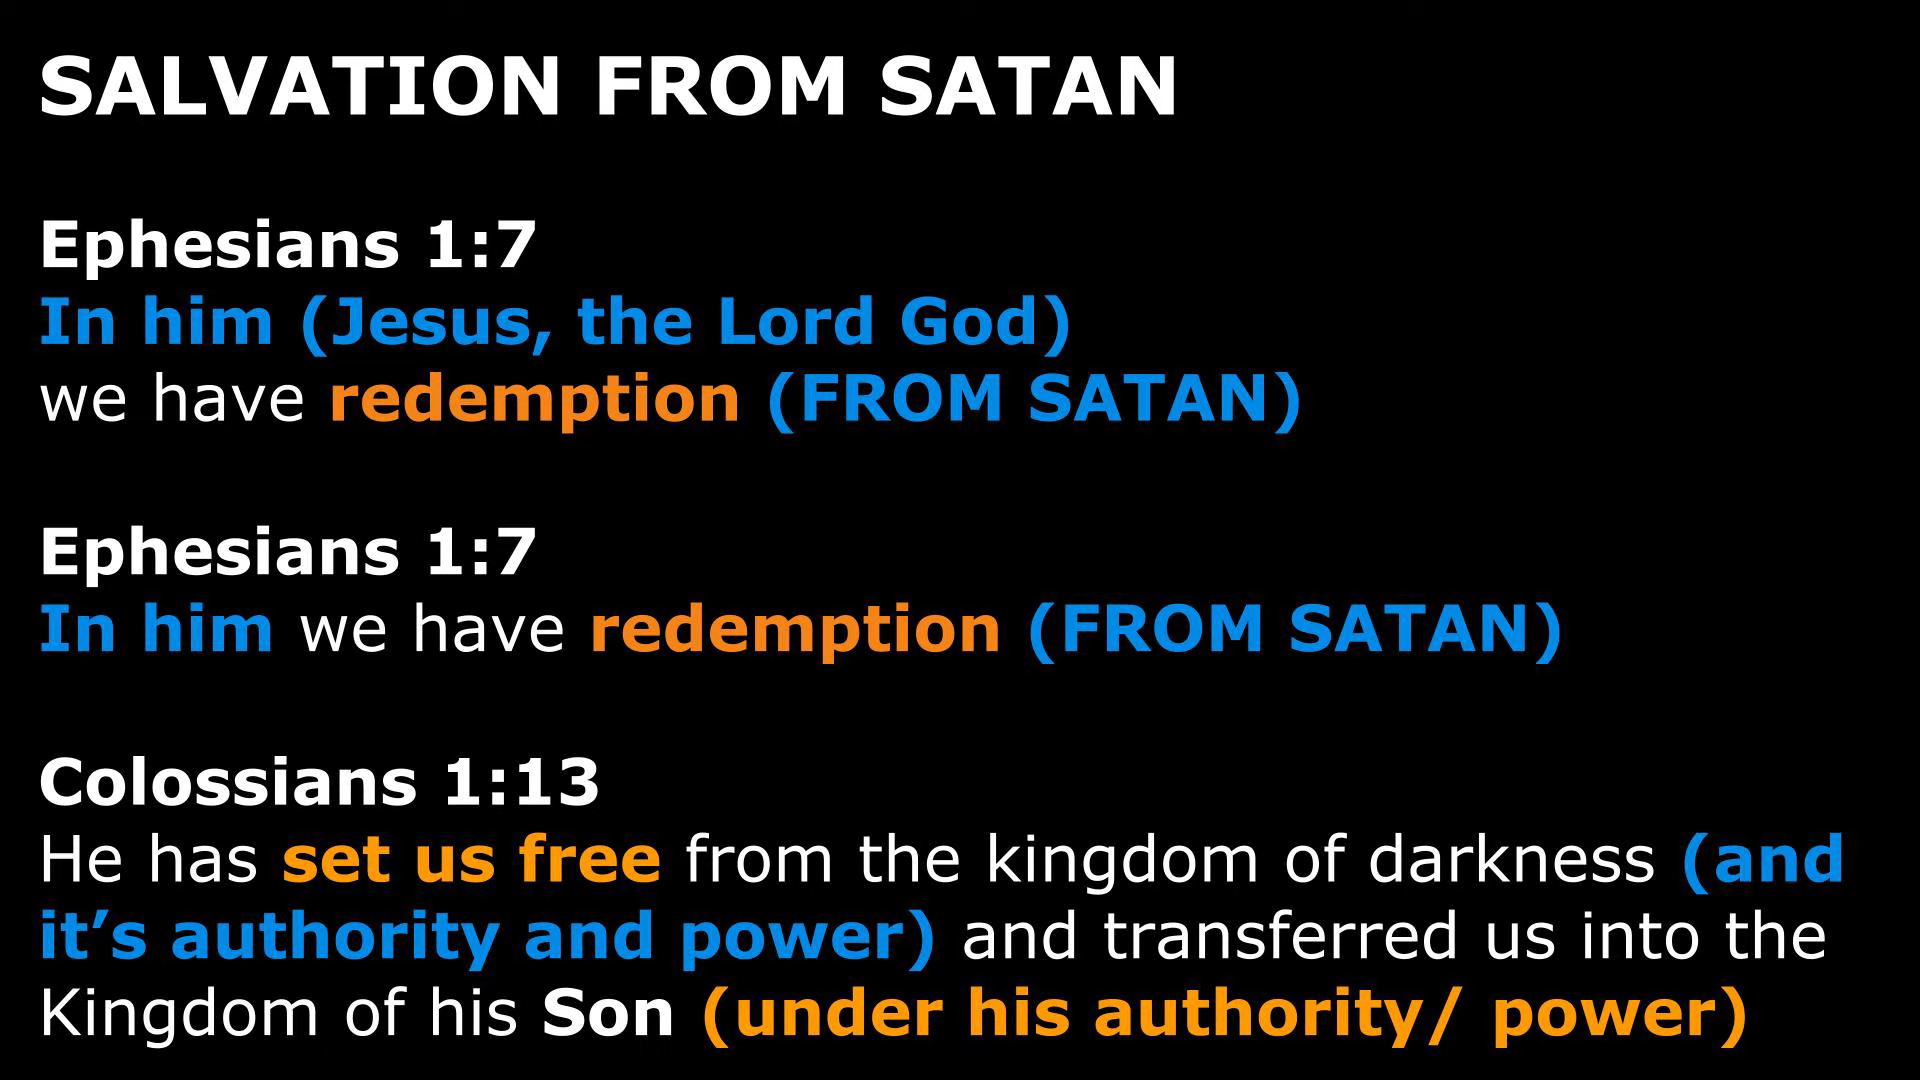 SALVATION FROM SATAN
Ephesians 1:7
In him (Jesus, the Lord God)
we have redemption (FROM SATAN)
Ephesians 1:7
In him we have redemption (FROM SATAN)
Colossians 1:13
He has set us free from the kingdom of darkness (and
it’s authority and power) and transferred us into the
Kingdom of his Son (under his authority/ power)